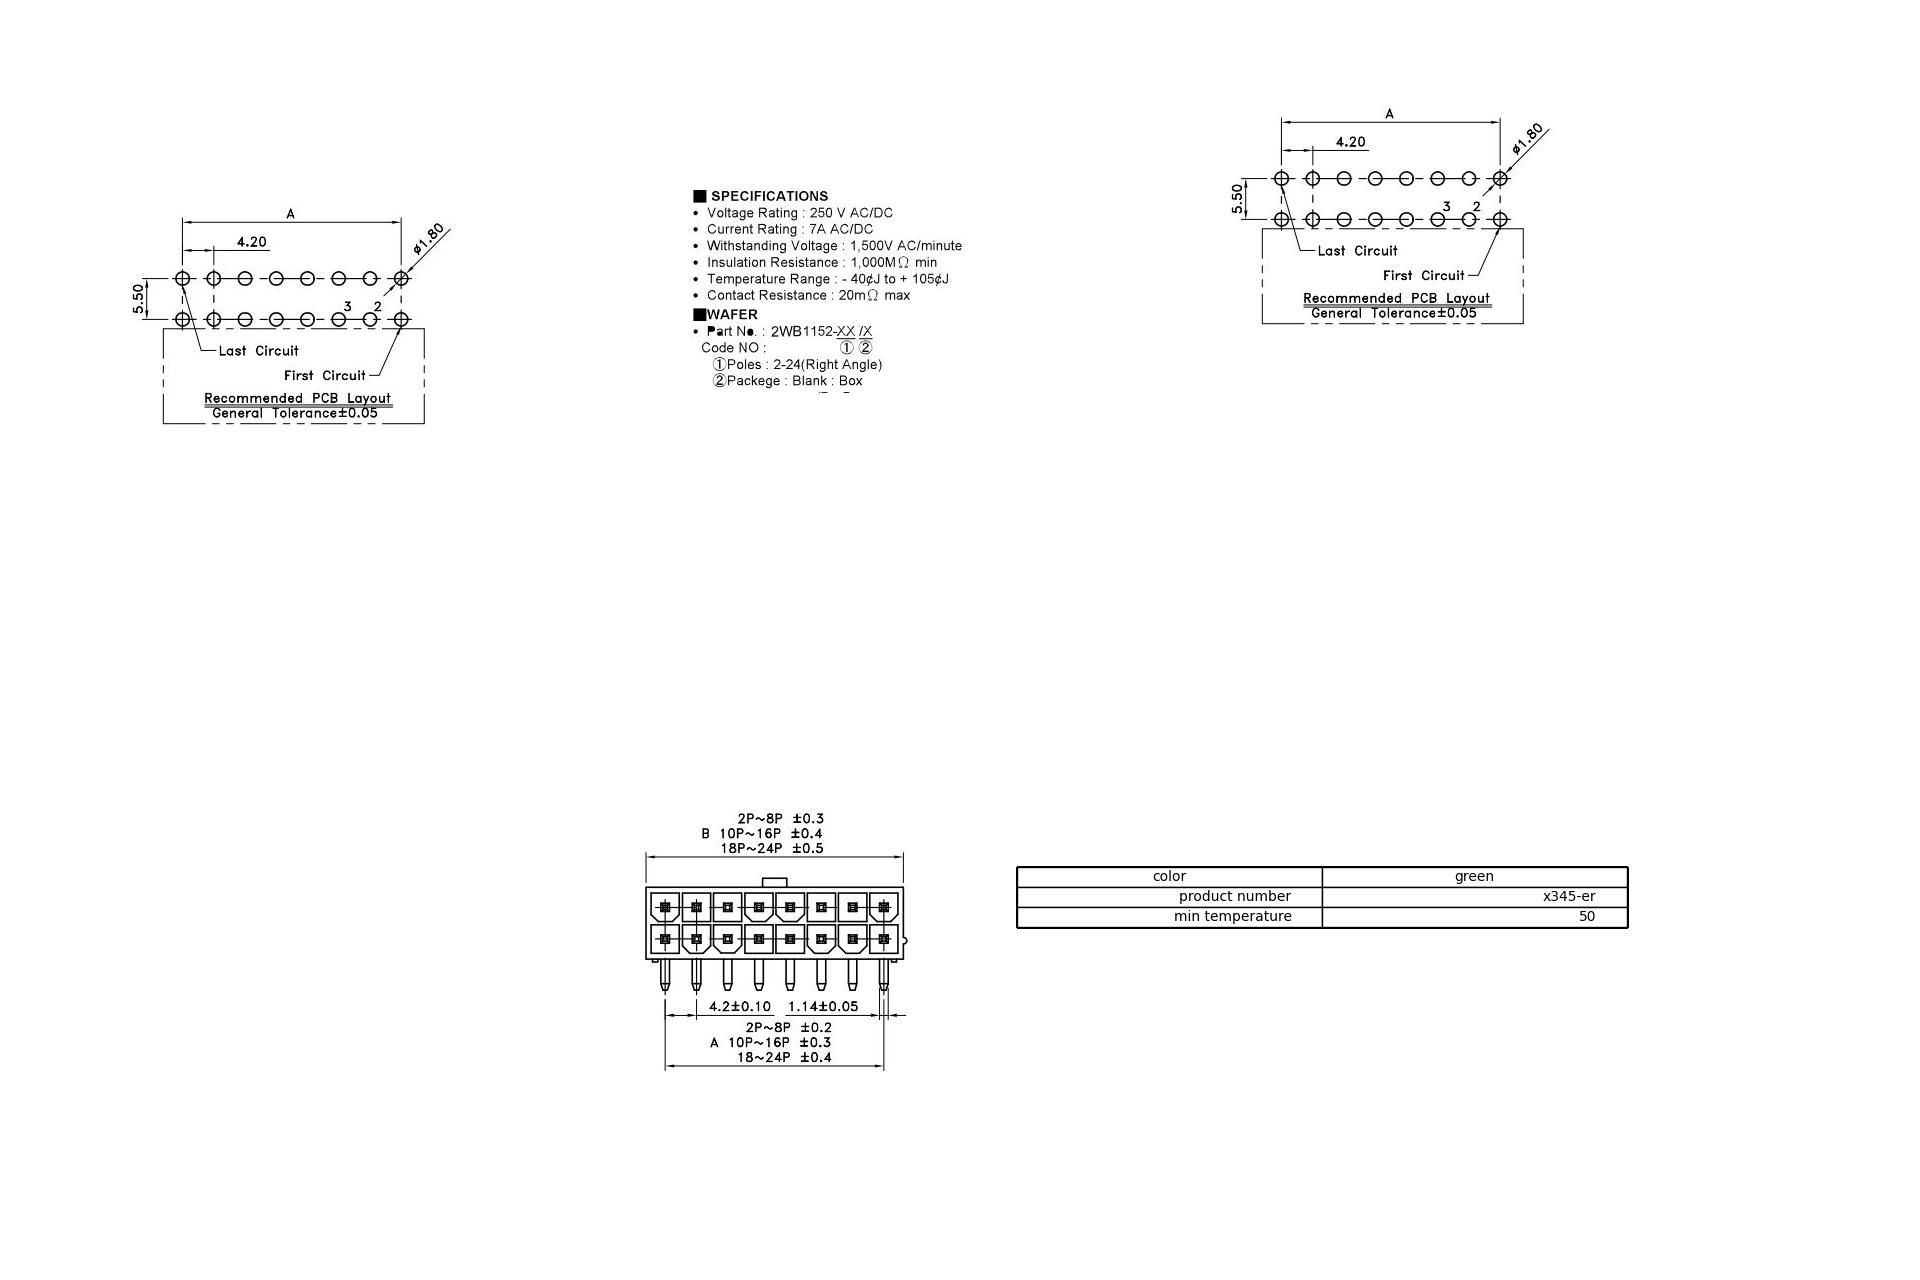 A
4.20
ø1.80
5.50
3 2
Last Circuit
First Circuit
Recommended PCB Layout
General Tolerance±0.05
■ SPECIFICATIONS
• Voltage Rating : 250 V AC/DC
• Current Rating : 7A AC/DC
• Withstanding Voltage : 1,500V AC/minute
• Insulation Resistance : 1,000MΩ min
• Temperature Range : - 40¢J to + 105¢J
• Contact Resistance : 20mΩ max
■WAFER
• Part No. : 2WB1152-XX /X
Code NO : ① ②
①Poles : 2-24(Right Angle)
②Packege : Blank : Box
A
4.20
ø1.80
5.50
3 2
Last Circuit
First Circuit
Recommended PCB Layout
General Tolerance±0.05
2P~8P ±0.3
B 10P~16P ±0.4
18P~24P ±0.5
4.2±0.10 1.14±0.05
2P~8P ±0.2
A 10P~16P ±0.3
18~24P ±0.4
color green
product number x345-er
min temperature 50